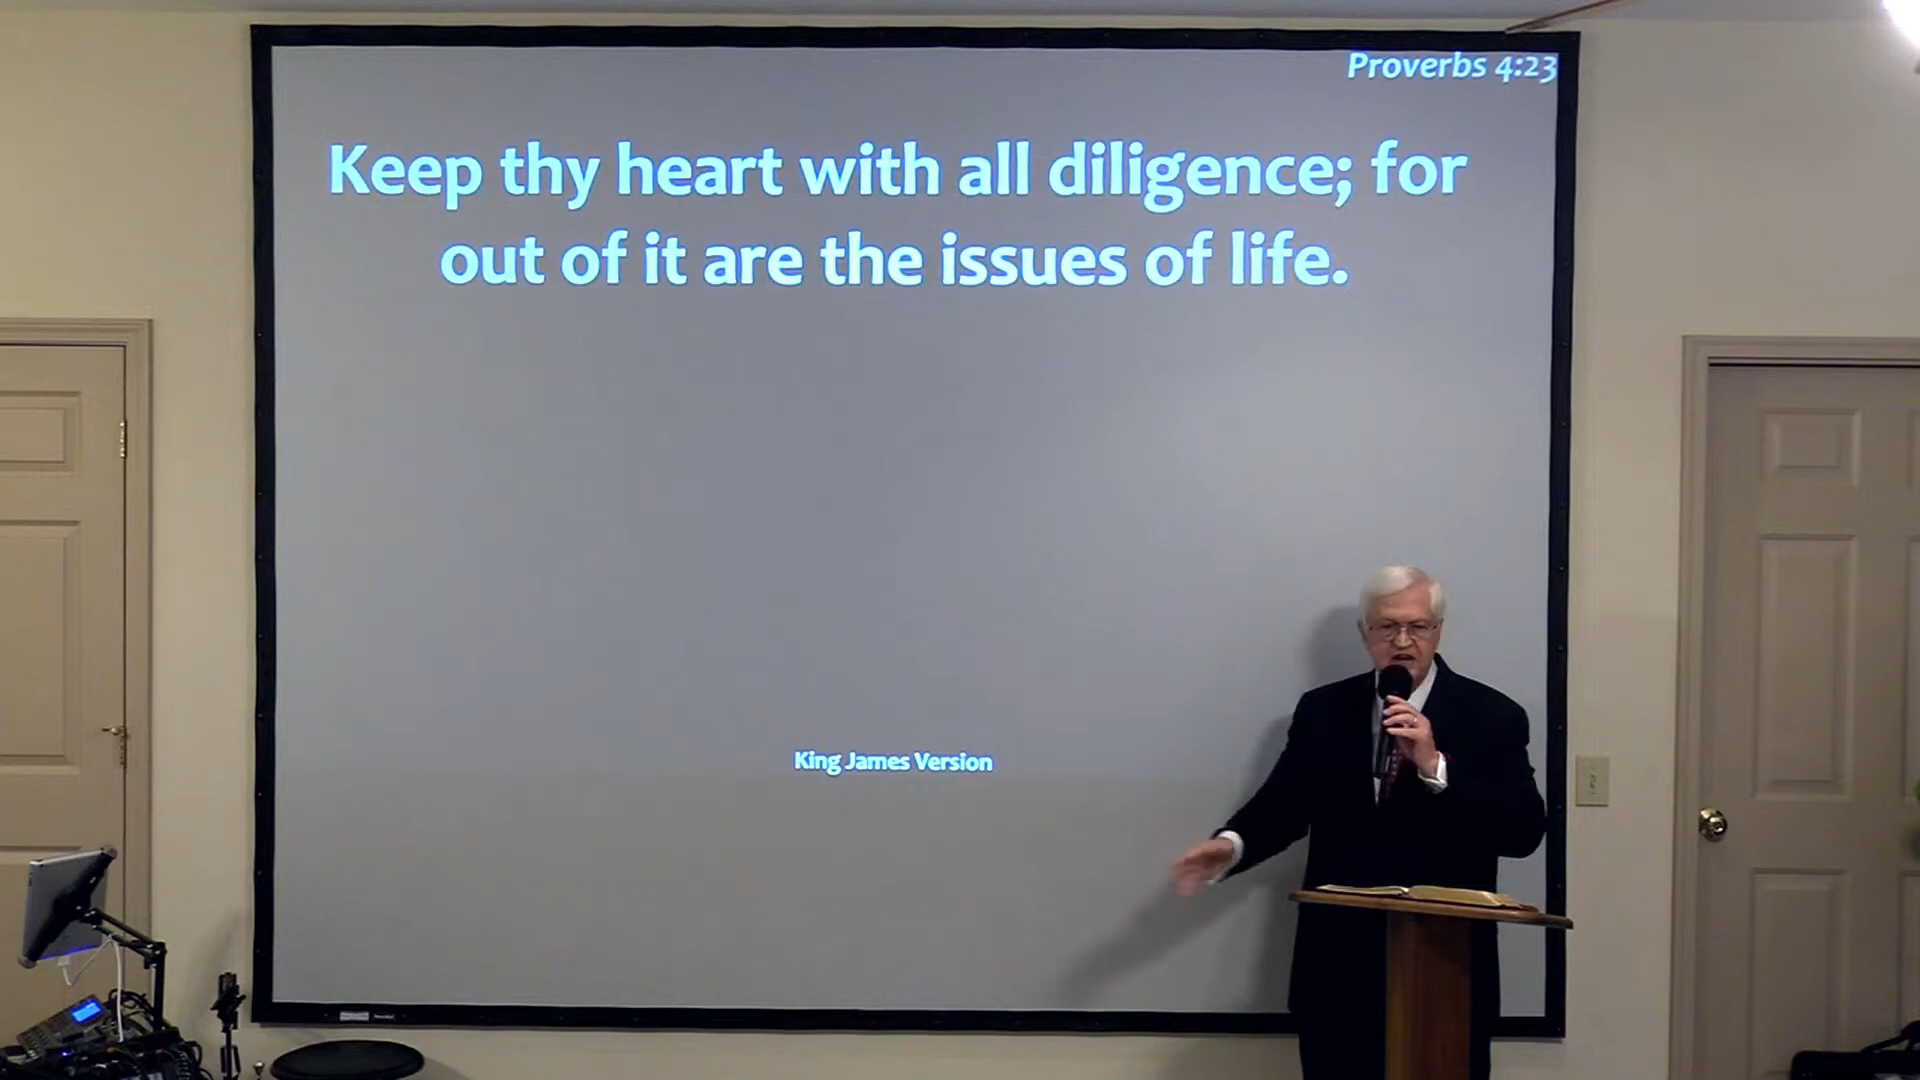 Proverbs 4:23
Keep thy heart with all diligence; for
out of it are the issues of life.
King James Version